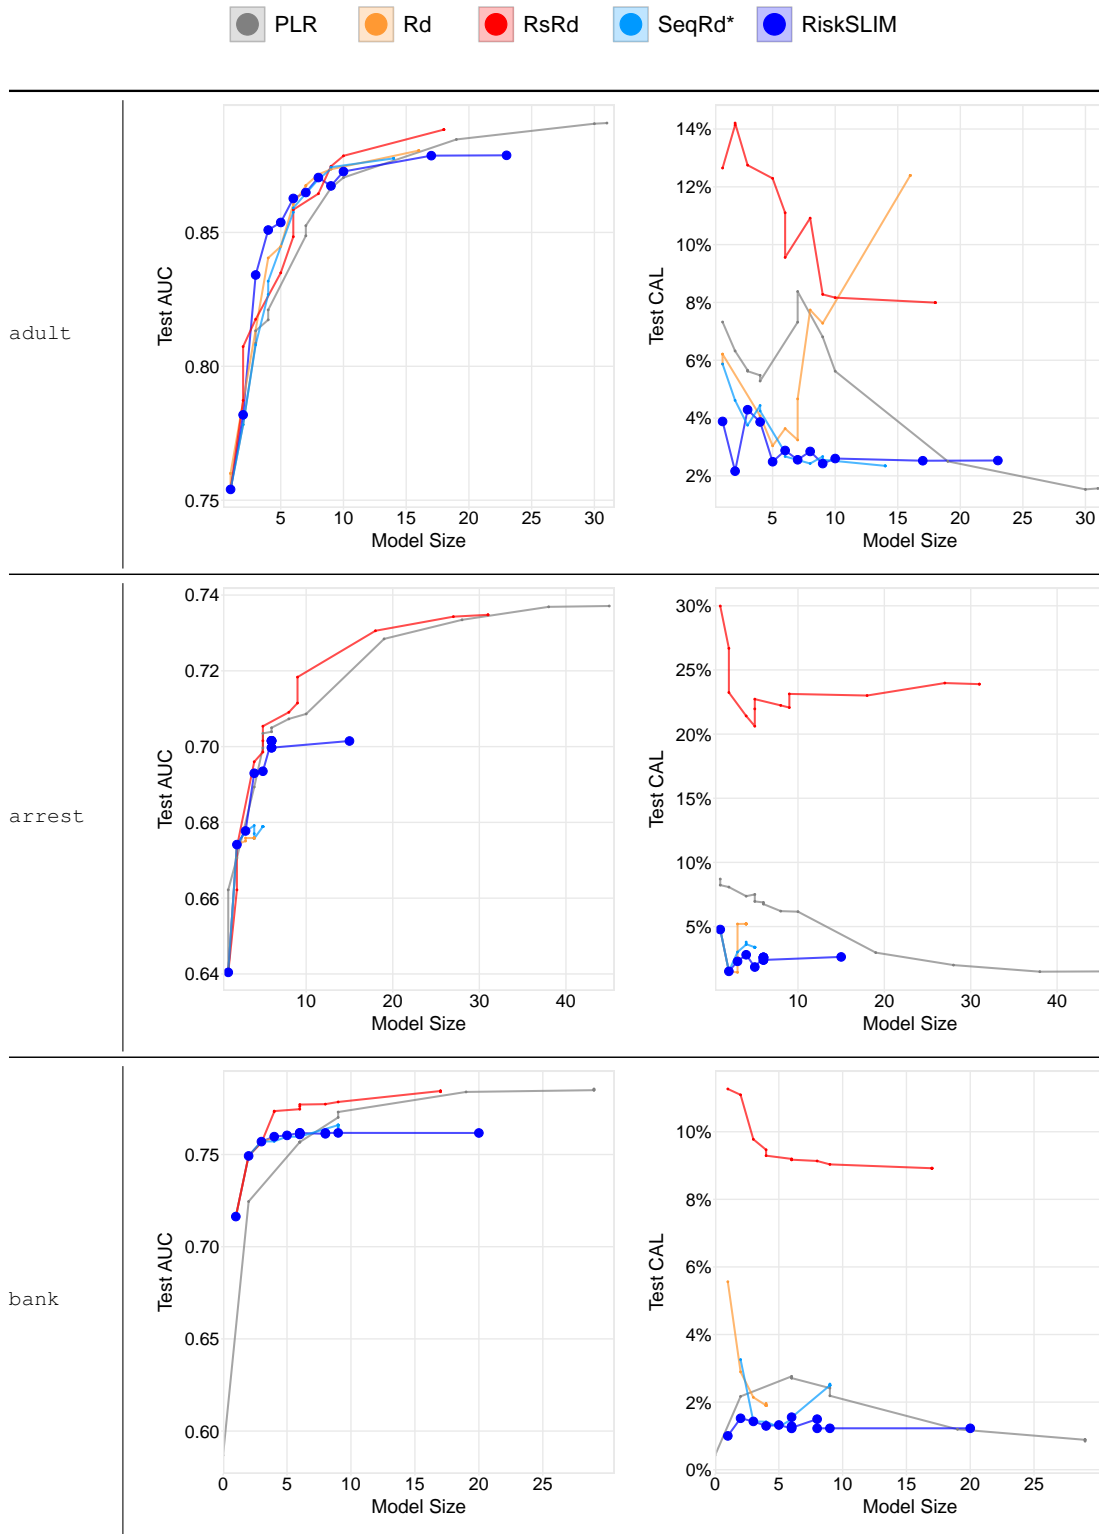 PLR Rd RsRd SeqRd* RiskSLIM
adult
0.85
0.80
0.75
Test AUC
5 10 15 20 25 30
Model Size
14%
12%
10%
8%
6%
4%
2%
Test CAL
5 10 15 20 25 30
Model Size
arrest
0.74
0.72
0.70
0.68
0.66
0.64
Test AUC
10 20 30 40
Model Size
30%
25%
20%
15%
10%
5%
Test CAL
10 20 30 40
Model Size
bank
0.75
0.70
0.65
0.60
Test AUC
0 5 10 15 20 25
Model Size
10%
8%
6%
4%
2%
0%
Test CAL
0 5 10 15 20 25
Model Size